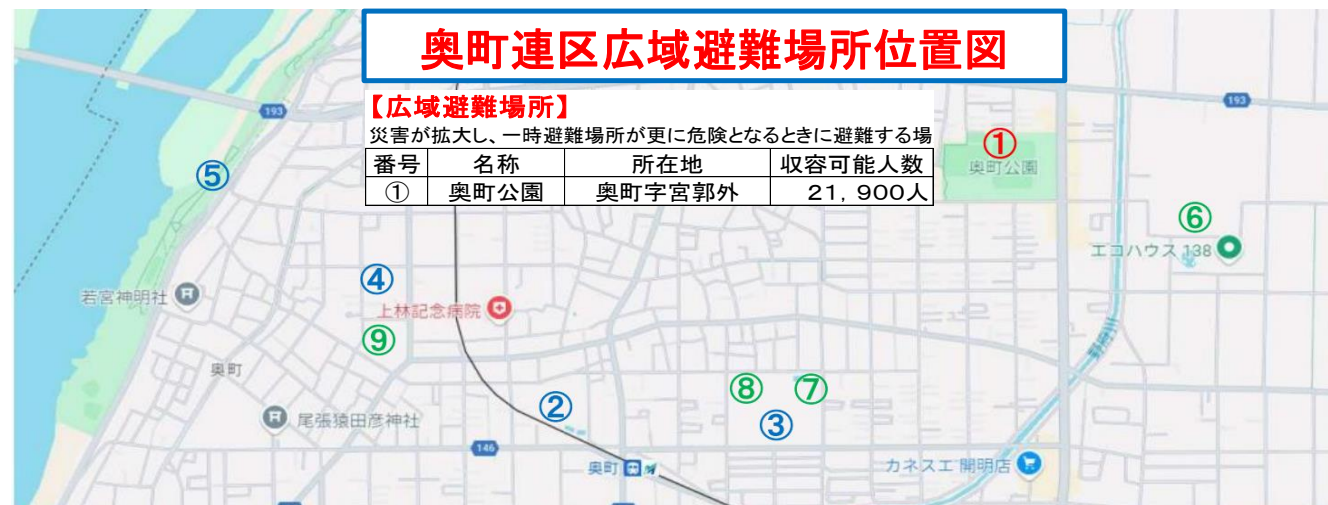 奥町連区広域避難場所位置図
【広域避難場所】
災害が拡大し、一時避難場所が更に危険となるときに避難する場
番号 名称 所在地 収容可能人数
① 奥町公園 奥町字宮郭外 21,900人
193
193
①
奥町公園
⑤
⑥
エコハウス 138
④
若宮神明社
上林記念病院
⑨
野府川
奥町
⑧
⑦
②
③
尾張猿田彦神社
146
奥町
カネスエ 開明店